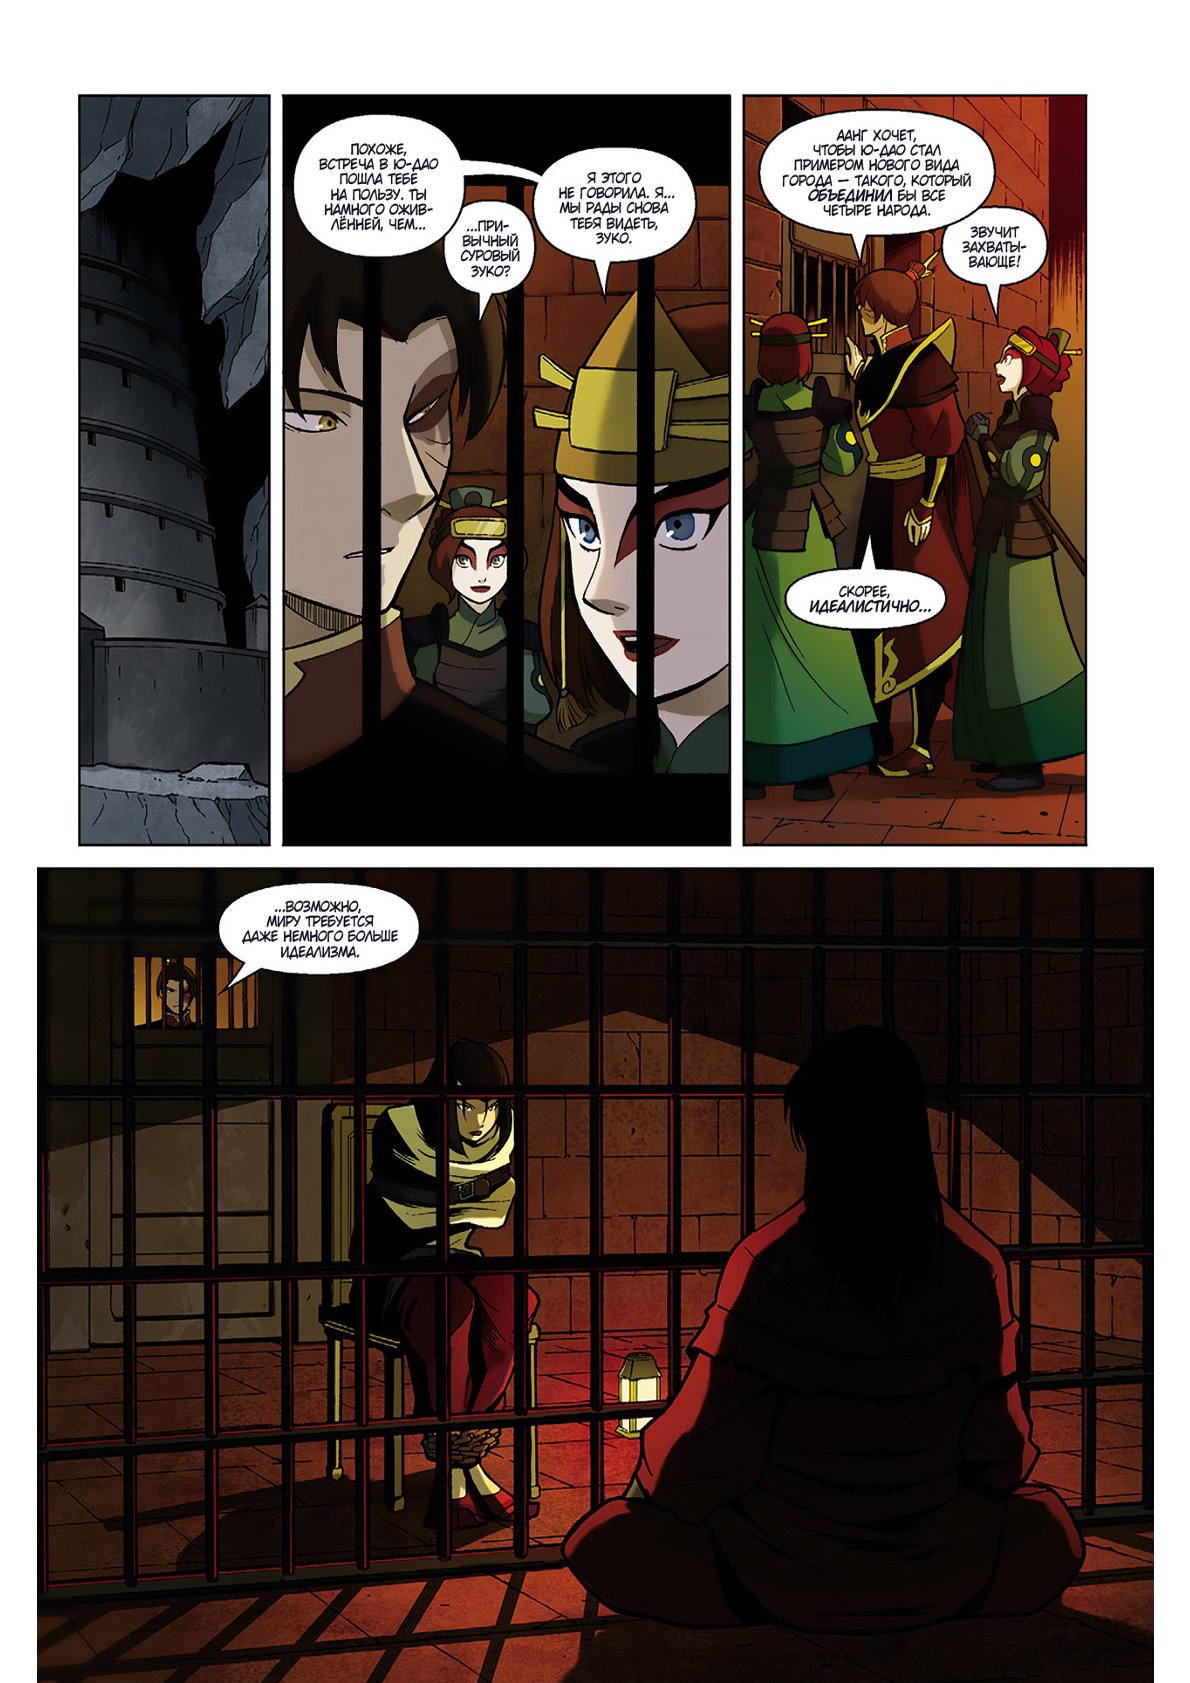 ПОХОЖЕ,
ВСТРЕЧА В Ю-ДАО
ПОШЛА ТЕБЕ
НА ПОЛЬЗУ. ТЫ
НАМНОГО ОЖИВ-
ЛЁННЕЙ, ЧЕМ...
...ПРИ-
ВЫЧНЫЙ
СУРОВЫЙ
ЗУКО?
Я ЭТОГО
НЕ ГОВОРИЛА. Я...
МЫ РАДЫ СНОВА
ТЕБЯ ВИДЕТЬ,
ЗУКО.
ААНГ ХОЧЕТ,
ЧТОБЫ Ю-ДАО СТАЛ
ПРИМЕРОМ НОВОГО ВИДА
ГОРОДА — ТАКОГО, КОТОРЫЙ
ОБЪЕДИНИЛ БЫ ВСЕ
ЧЕТЫРЕ НАРОДА.
ЗВУЧИТ
ЗАХВАТЫ-
ВАЮЩЕ!
СКОРЕЕ,
ИДЕАЛИСТИЧНО...
...ВОЗМОЖНО,
МИРУ ТРЕБУЕТСЯ
ДАЖЕ НЕМНОГО БОЛЬШЕ
ИДЕАЛИЗМА.